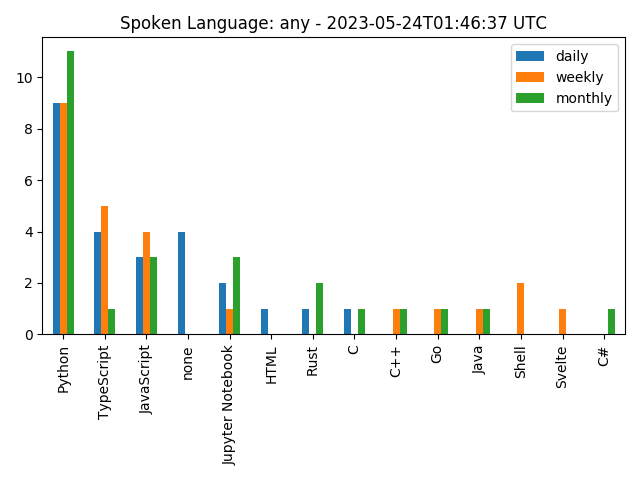 Spoken Language: any - 2023-05-24T01:46:37 UTC
daily
weekly
monthly
10
8
6
4
2
0
Python
TypeScript
JavaScript
none
Jupyter Notebook
HTML
Rust
C
C++
Go
Java
Shell
Svelte
C#